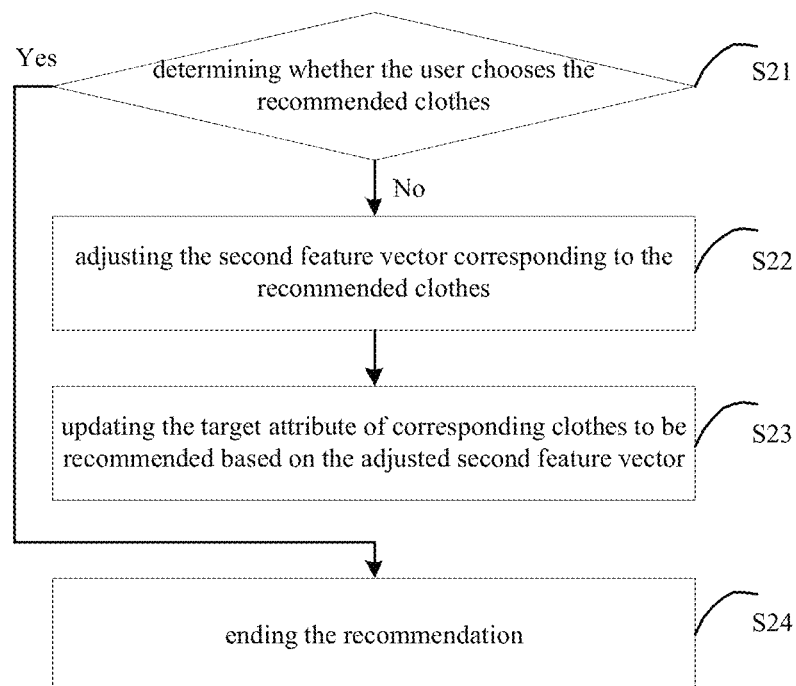 Yes
determining whether the user chooses the
recommended clothes
S21
No
adjusting the second feature vector corresponding to the
recommended clothes
S22
updating the target attribute of corresponding clothes to be
recommended based on the adjusted second feature vector
S23
ending the recommendation
S24